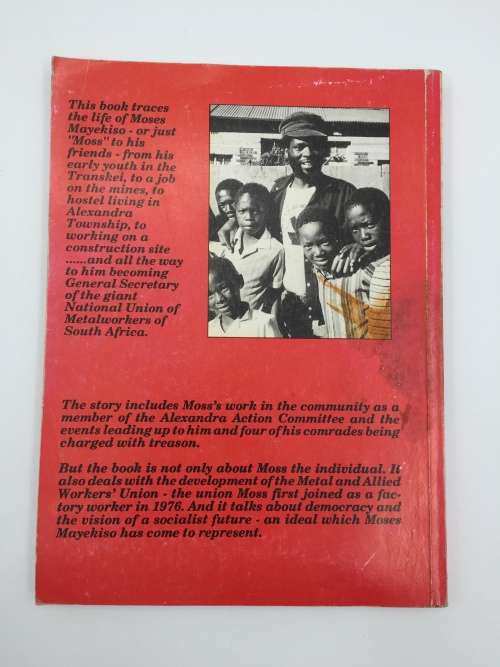 This book traces
the life of Moses
Mayekiso - or just
"Moss" to his
friends - from his
early youth in the
Transkei, to a job
on the mines, to
hostel living in
Alexandra
Township, to
working on a
construction site
......and all the way
to him becoming
General Secretary
of the giant
National Union of
Metalworkers of
South Africa.
The story includes Moss's work in the community as a
member of the Alexandra Action Committee and the
events leading up to him and four of his comrades being
charged with treason.
But the book is not only about Moss the individual. It
also deals with the development of the Metal and Allied
Workers' Union - the union Moss first joined as a fac-
tory worker in 1976. And it talks about democracy and
the vision of a socialist future - an ideal which Moses
Mayekiso has come to represent.